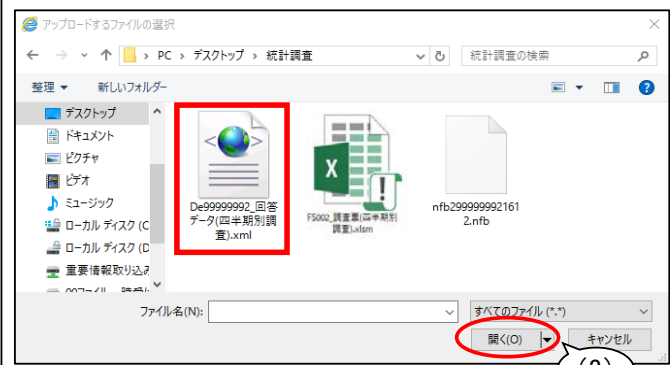 アップロードするファイルの選択
PC › デスクトップ › 統計調査
統計調査の検索
整理
新しいフォルダー
デスクトップ
ドキュメント
ピクチャ
ビデオ
ミュージック
ローカル ディスク (C
ローカル ディスク (D
重要情報取り込み
De99999992_回答
データ(四半期別調
査).xml
FS002_調査票(四半期別
調査).xlsm
nfb299999992161
2.nfb
ファイル名(N):
すべてのファイル (*.*)
開く(O)
キャンセル